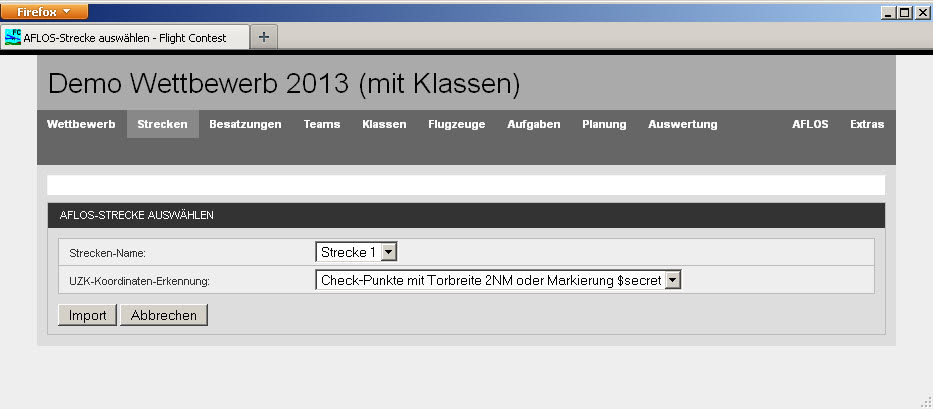 Firefox
AFLOS-Strecke auswählen - Flight Contest
Demo Wettbewerb 2013 (mit Klassen)
Wettbewerb Strecken Besatzungen Teams Klassen Flugzeuge Aufgaben Planung Auswertung AFLOS Extras
AFLOS-STRECKE AUSWÄHLEN
Strecken-Name: Strecke 1
UZK-Koordinaten-Erkennung: Check-Punkte mit Torbreite 2NM oder Markierung $secret
Import Abbrechen